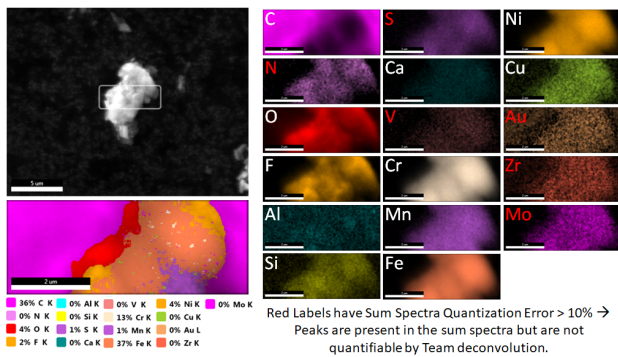 C
S
Ni
N
Ca
Cu
O
V
Au
F
Cr
Zr
Al
Mn
Mo
Si
Fe
5 um
2 um
36% C K 0% Al K 0% V K 4% Ni K 0% Mo K
0% N K 0% Si K 13% Cr K 0% Cu K
4% O K 1% S K 1% Mn K 0% Au L
2% F K 0% Ca K 37% Fe K 0% Zr K
Red Labels have Sum Spectra Quantization Error > 10% →
Peaks are present in the sum spectra but are not
quantifiable by Team deconvolution.